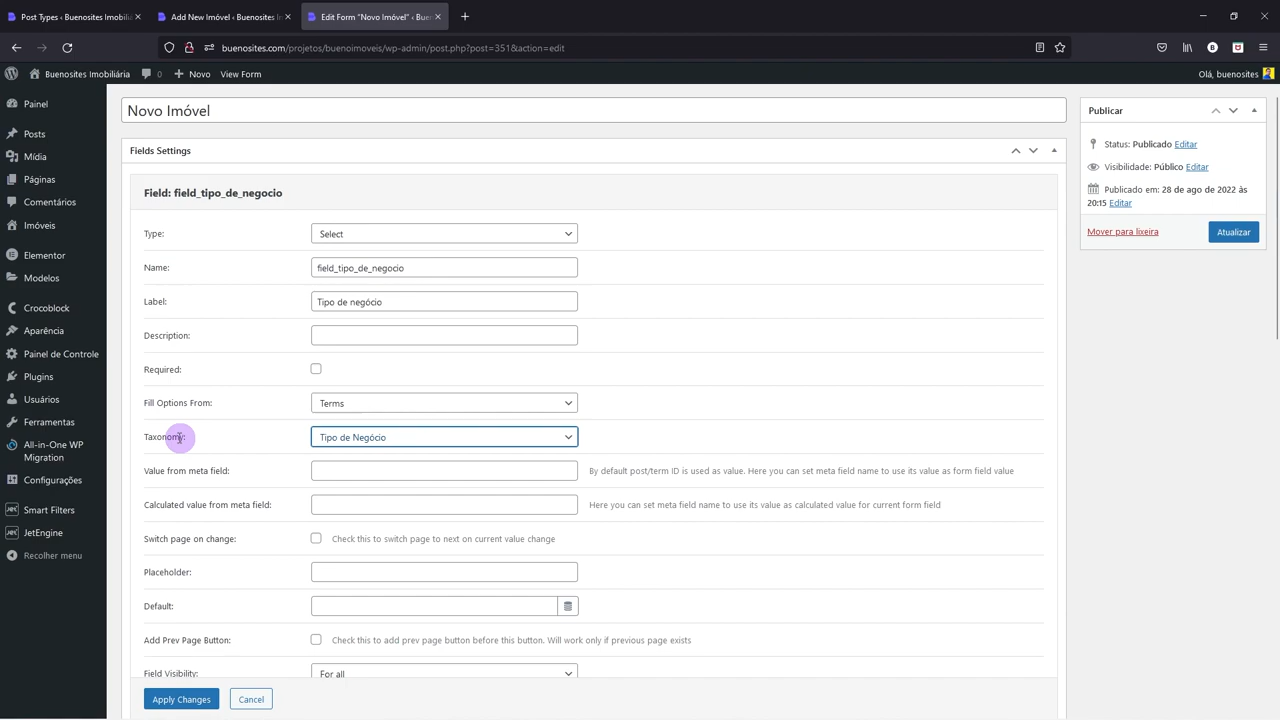 Post Types ‹ Buenosites Imobiliá
Add New Imóvel ‹ Buenosites In
Edit Form "Novo Imóvel" ‹ Bue
buenosites.com/projetos/buenoimoveis/wp-admin/post.php?post=351&action=edit
Buenosites Imobiliária
0
Novo
View Form
Olá, buenosites
Painel
Posts
Mídia
Páginas
Comentários
Imóveis
Elementor
Modelos
Crocoblock
Aparência
Painel de Controle
Plugins
Usuários
Ferramentas
All-in-One WP
Migration
Configurações
Smart Filters
JetEngine
Recolher menu
Novo Imóvel
Fields Settings
Field: field_tipo_de_negocio
Type:
Select
Name:
field_tipo_de_negocio
Label:
Tipo de negócio
Description:
Required:
Fill Options From:
Terms
Taxonomy:
Tipo de Negócio
Value from meta field:
By default post/term ID is used as value. Here you can set meta field name to use its value as form field value
Calculated value from meta field:
Here you can set meta field name to use its value as calculated value for current form field
Switch page on change:
Check this to switch page to next on current value change
Placeholder:
Default:
Add Prev Page Button:
Check this to add prev page button before this button. Will work only if previous page exists
Field Visibility:
For all
Apply Changes
Cancel
Publicar
Status: Publicado Editar
Visibilidade: Público Editar
Publicado em: 28 de ago de 2022 às
20:15 Editar
Mover para lixeira
Atualizar